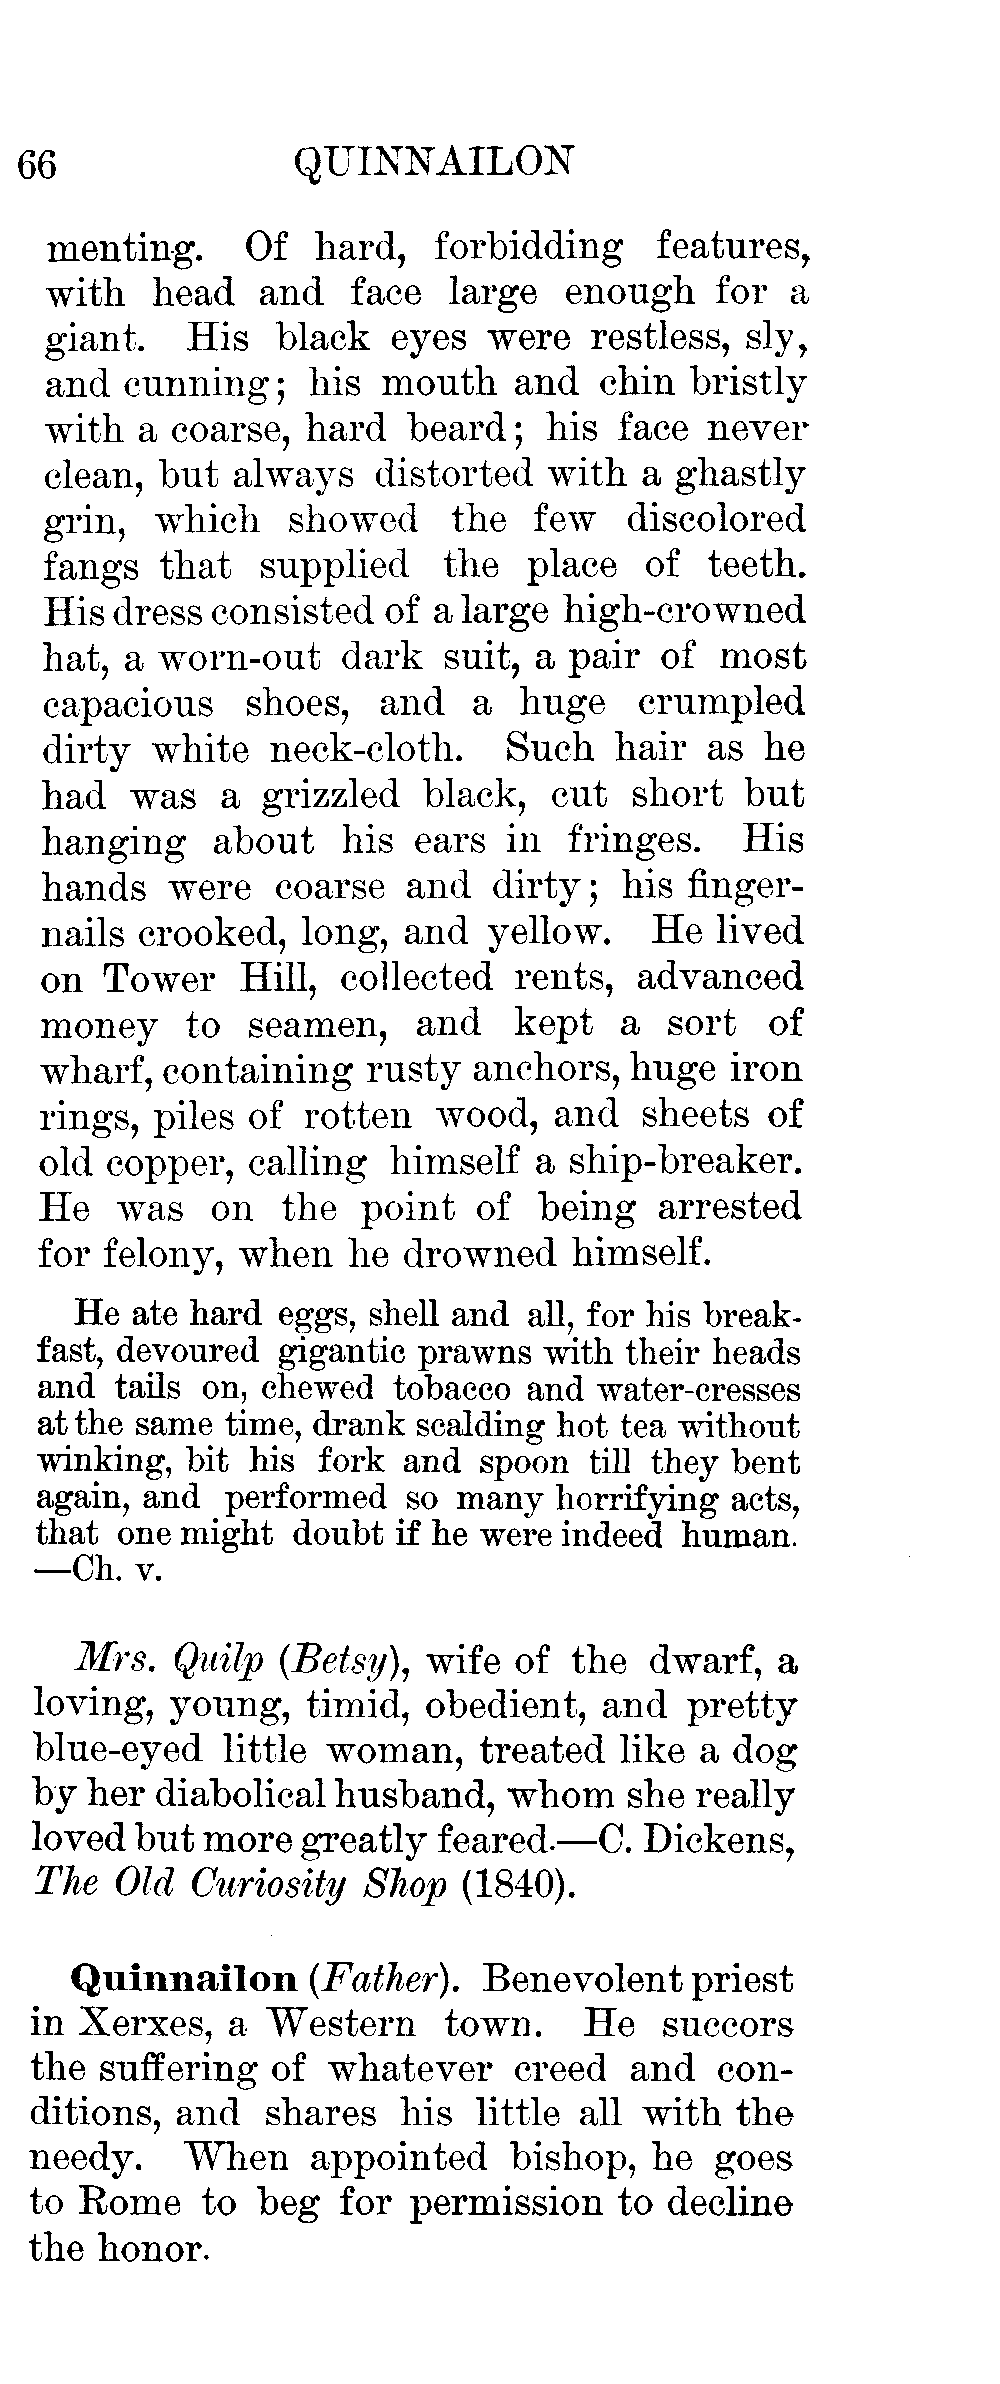 66 QUINNAILON
menting. Of hard, forbidding features,
with head and face large enough for a
giant. His black eyes were restless, sly,
and cunning; his mouth and chin bristly
with a coarse, hard beard; his face never
clean, but always distorted with a ghastly
grin, which showed the few discolored
fangs that supplied the place of teeth.
His dress consisted of a large high-crowned
hat, a worn-out dark suit, a pair of most
capacious shoes, and a huge crumpled
dirty white neck-cloth. Such hair as he
had was a grizzled black, cut short but
hanging about his ears in fringes. His
hands were coarse and dirty; his finger-
nails crooked, long, and yellow. He lived
on Tower Hill, collected rents, advanced
money to seamen, and kept a sort of
wharf, containing rusty anchors, huge iron
rings, piles of rotten wood, and sheets of
old copper, calling himself a ship-breaker.
He was on the point of being arrested
for felony, when he drowned himself.
He ate hard eggs, shell and all, for his break-
fast, devoured gigantic prawns with their heads
and tails on, chewed tobacco and water-cresses
at the same time, drank scalding hot tea without
winking, bit his fork and spoon till they bent
again, and performed so many horrifying acts,
that one might doubt if he were indeed human.
—Ch. v.
Mrs. Quilp (Betsy), wife of the dwarf, a
loving, young, timid, obedient, and pretty
blue-eyed little woman, treated like a dog
by her diabolical husband, whom she really
loved but more greatly feared.—C. Dickens,
The Old Curiosity Shop (1840).
Quinnailon (Father). Benevolent priest
in Xerxes, a Western town. He succors
the suffering of whatever creed and con-
ditions, and shares his little all with the
needy. When appointed bishop, he goes
to Rome to beg for permission to decline
the honor.